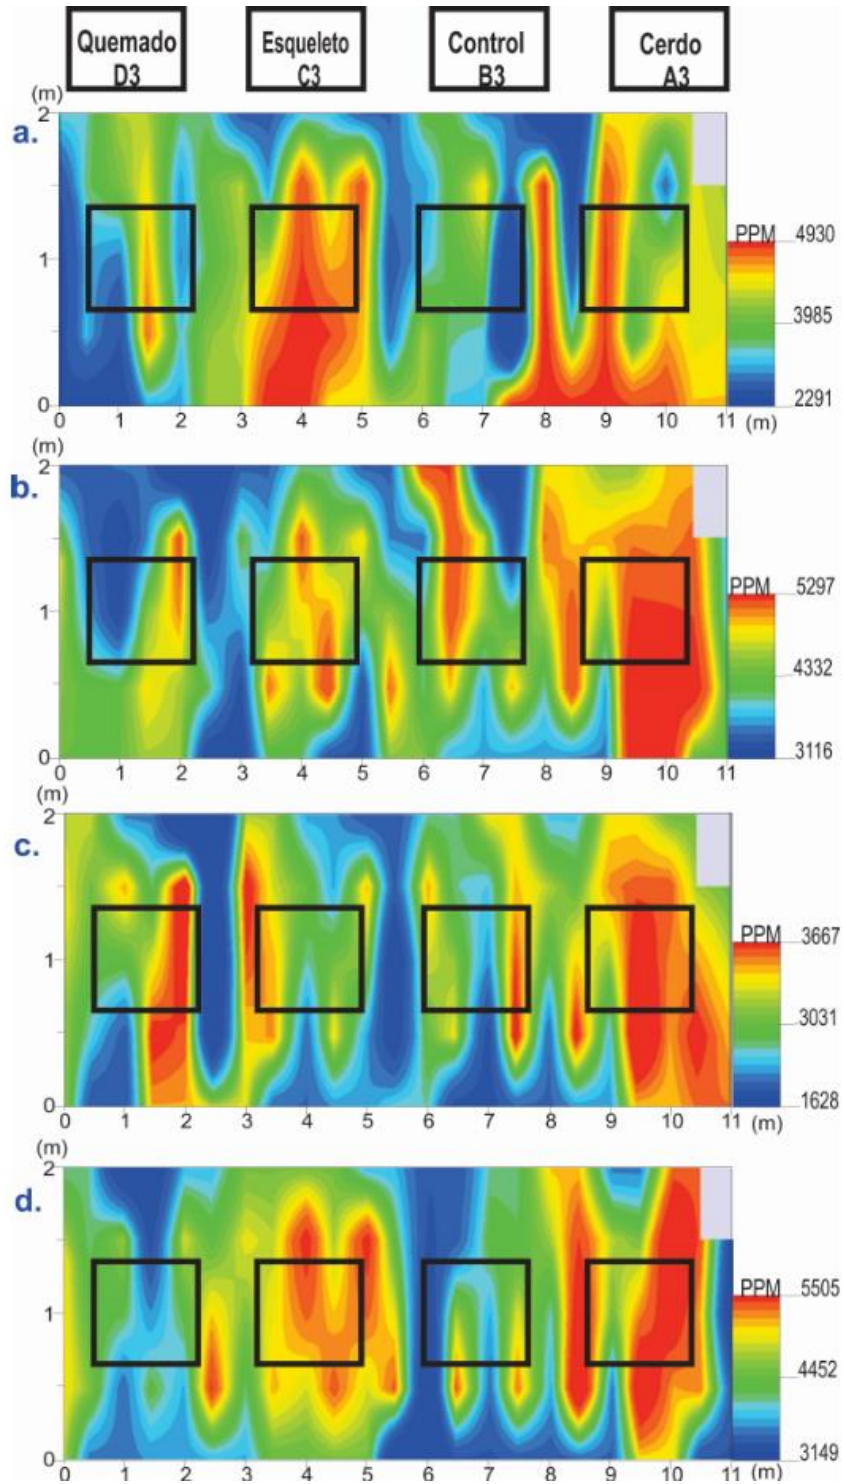 Quemado Esqueleto Control Cerdo
D3 C3 B3 A3
(m)
a.
2
1
0
0 1 2 3 4 5 6 7 8 9 10 11 (m)
PPM 4930
3985
2291
(m)
b.
2
1
0
0 1 2 3 4 5 6 7 8 9 10 11
PPM 5297
4332
3116
(m)
c.
2
1
0
0 1 2 3 4 5 6 7 8 9 10 11 (m)
PPM 3667
3031
1628
(m)
d.
2
1
0
0 1 2 3 4 5 6 7 8 9 10 11 (m)
PPM 5505
4452
3149